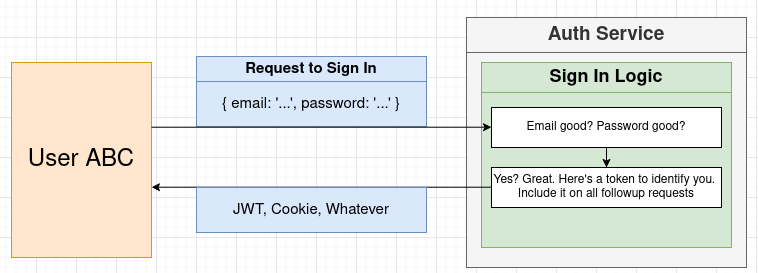 Auth Service
Request to Sign In
Sign In Logic
{ email: '...', password: '...' }
Email good? Password good?
User ABC
Yes? Great. Here's a token to identify you.
Include it on all followup requests
JWT, Cookie, Whatever